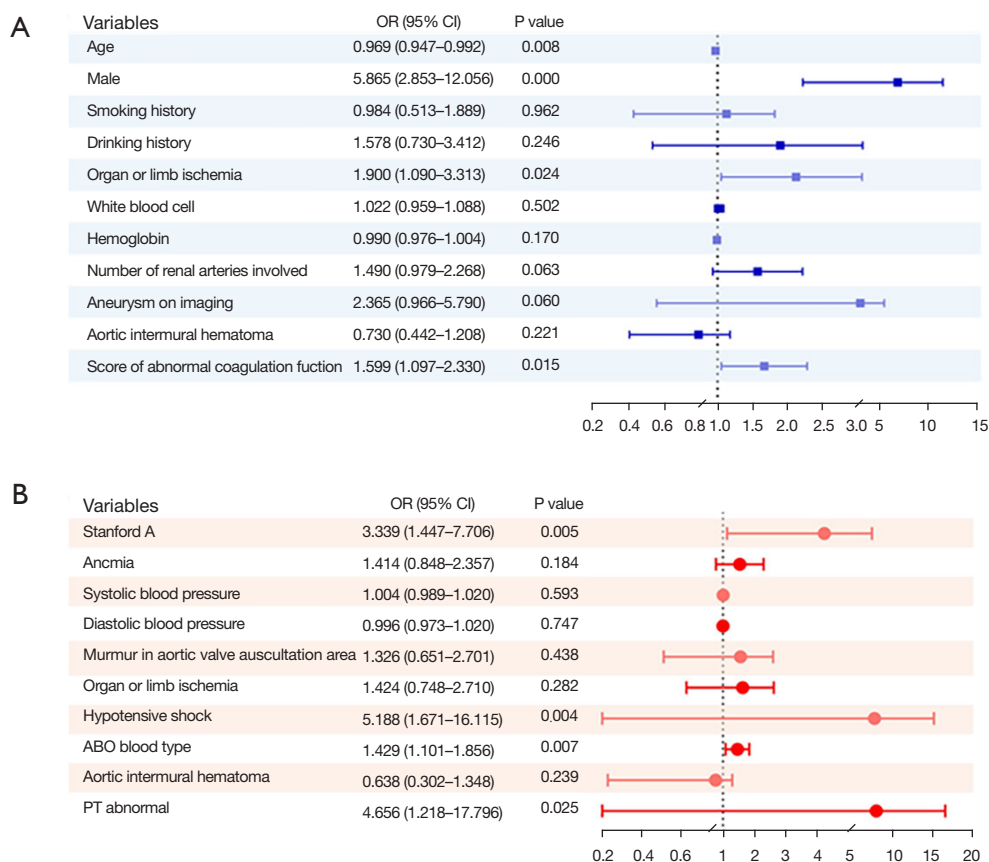 A
Variables OR (95% CI) P value
Age 0.969 (0.947–0.992) 0.008
Male 5.865 (2.853–12.056) 0.000
Smoking history 0.984 (0.513–1.889) 0.962
Drinking history 1.578 (0.730–3.412) 0.246
Organ or limb ischemia 1.900 (1.090–3.313) 0.024
White blood cell 1.022 (0.959–1.088) 0.502
Hemoglobin 0.990 (0.976–1.004) 0.170
Number of renal arteries involved 1.490 (0.979–2.268) 0.063
Aneurysm on imaging 2.365 (0.966–5.790) 0.060
Aortic intermural hematoma 0.730 (0.442–1.208) 0.221
Score of abnormal coagulation fuction 1.599 (1.097–2.330) 0.015
0.2 0.4 0.6 0.8 1.0 2.0 2.5 3.0 5 10 15
B
Variables OR (95% CI) P value
Stanford A 3.339 (1.447–7.706) 0.005
Ancmia 1.414 (0.848–2.357) 0.184
Systolic blood pressure 1.004 (0.989–1.020) 0.593
Diastolic blood pressure 0.996 (0.973–1.020) 0.747
Murmur in aortic valve auscultation area 1.326 (0.651–2.701) 0.438
Organ or limb ischemia 1.424 (0.748–2.710) 0.282
Hypotensive shock 5.188 (1.671–16.115) 0.004
ABO blood type 1.429 (1.101–1.856) 0.007
Aortic intermural hematoma 0.638 (0.302–1.348) 0.239
PT abnormal 4.656 (1.218–17.796) 0.025
0.2 0.4 0.6 1 2 3 4 5 10 15 20